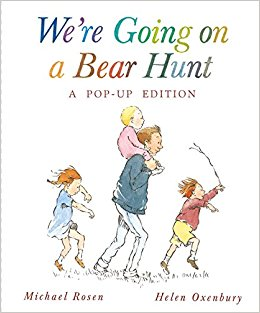 We're Going on
a Bear Hunt
A POP-UP EDITION
Michael Rosen Helen Oxenbury